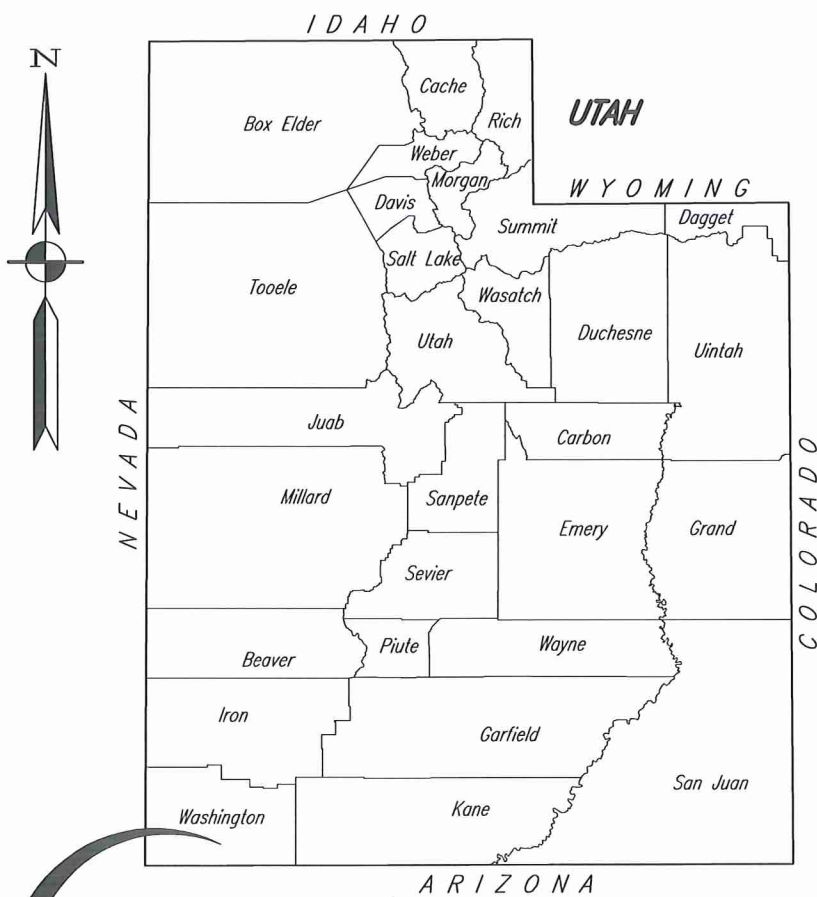 IDAHO
N
Cache
Box Elder
Rich
UTAH
Weber
Morgan
WYOMING
Davis
Dagget
Summit
Salt Lake
Tooele
Wasatch
Utah
Duchesne
Uintah
NEVADA
Juab
Carbon
COLORADO
Millard
Sanpete
Emery
Grand
Sevier
Beaver
Piute
Wayne
Iron
Garfield
San Juan
Washington
Kane
ARIZONA